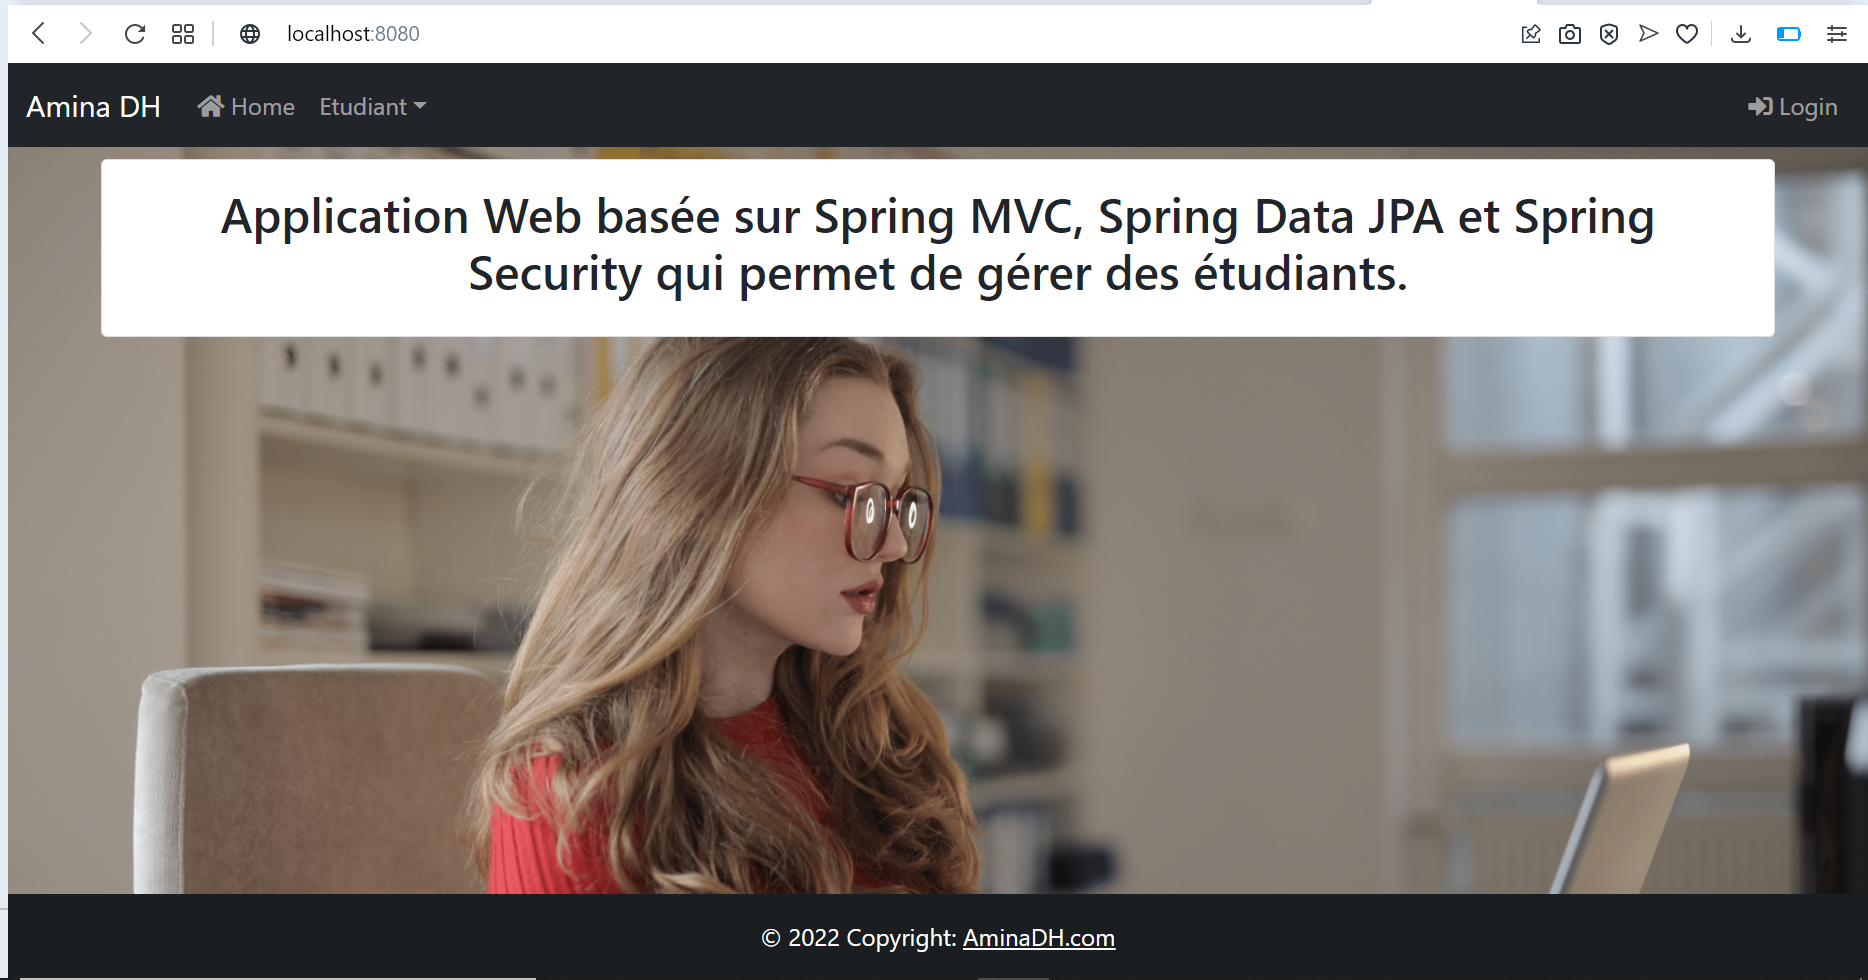 localhost:8080
Amina DH Home Etudiant Login
Application Web basée sur Spring MVC, Spring Data JPA et Spring
Security qui permet de gérer des étudiants.
© 2022 Copyright: AminaDH.com